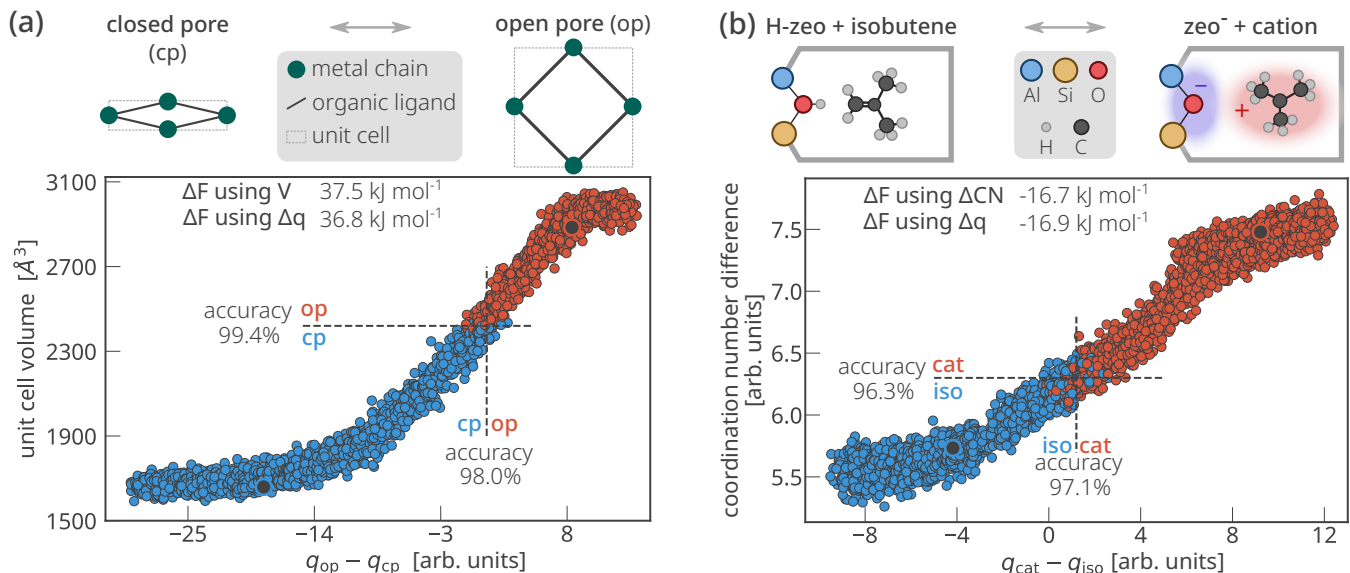 (a)
closed pore
(cp)
open pore (op)
metal chain
organic ligand
unit cell
ΔF using V 37.5 kJ mol⁻¹
ΔF using Δq 36.8 kJ mol⁻¹
unit cell volume [Å³]
3100
2700
2300
1900
1500
accuracy
99.4%
op
cp
cp op
accuracy
98.0%
−25 −14 −3 8
q_op − q_cp [arb. units]
(b)
H-zeo + isobutene
zeo⁻ + cation
Al Si O
H C
−
+
ΔF using ΔCN -16.7 kJ mol⁻¹
ΔF using Δq -16.9 kJ mol⁻¹
coordination number difference
[arb. units]
7.5
7.0
6.5
6.0
5.5
accuracy
96.3%
cat
iso
iso cat
accuracy
97.1%
−8 −4 0 4 8 12
q_cat − q_iso [arb. units]